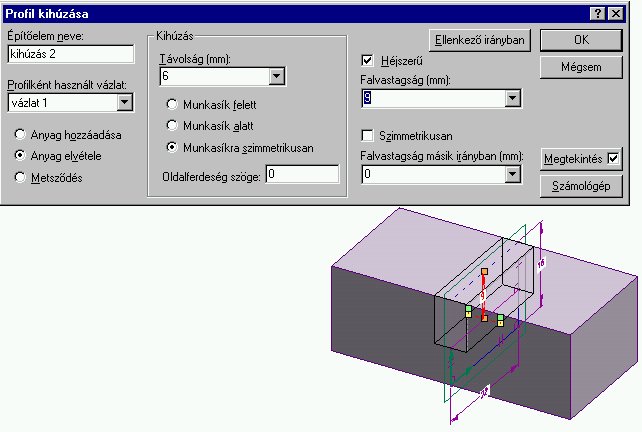 Profil kihúzása
Építőelem neve:
kihúzás 2
Profilként használt vázlat:
vázlat 1
Anyag hozzáadása
Anyag elvétele
Metsződés
Kihúzás
Távolság (mm):
6
Munkasík felett
Munkasík alatt
Munkasíkra szimmetrikusan
Oldalferdeség szöge:
0
Ellenkező irányban
Héjszerű
Falvastagság (mm):
9
Szimmetrikusan
Falvastagság másik irányban (mm):
0
OK
Mégsem
Megtekintés
Számológép